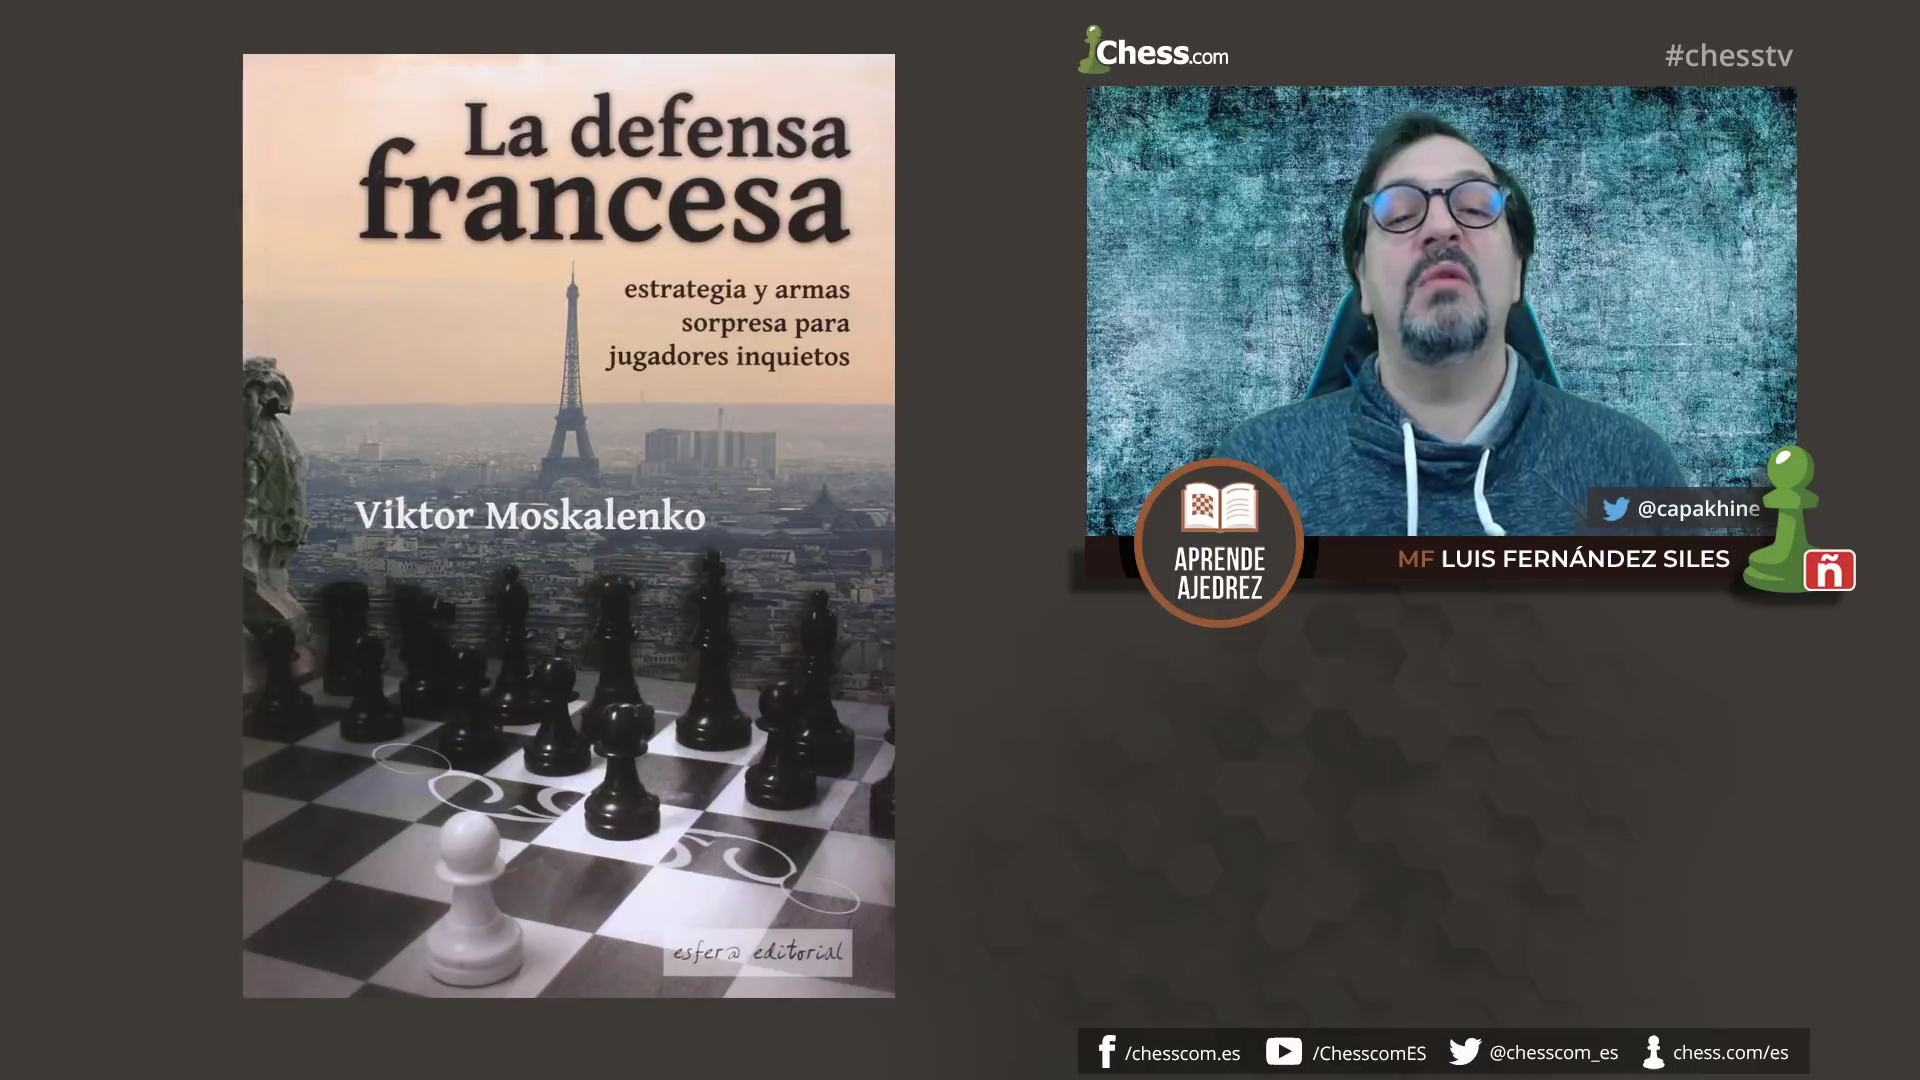 La defensa
francesa
estrategia y armas
sorpresa para
jugadores inquietos
Viktor Moskalenko
esfer@ editorial
Chess.com
#chesstv
@capakhine
APRENDE
AJEDREZ
MF LUIS FERNÁNDEZ SILES
ñ
/chesscom.es
/ChesscomES
@chesscom_es
chess.com/es